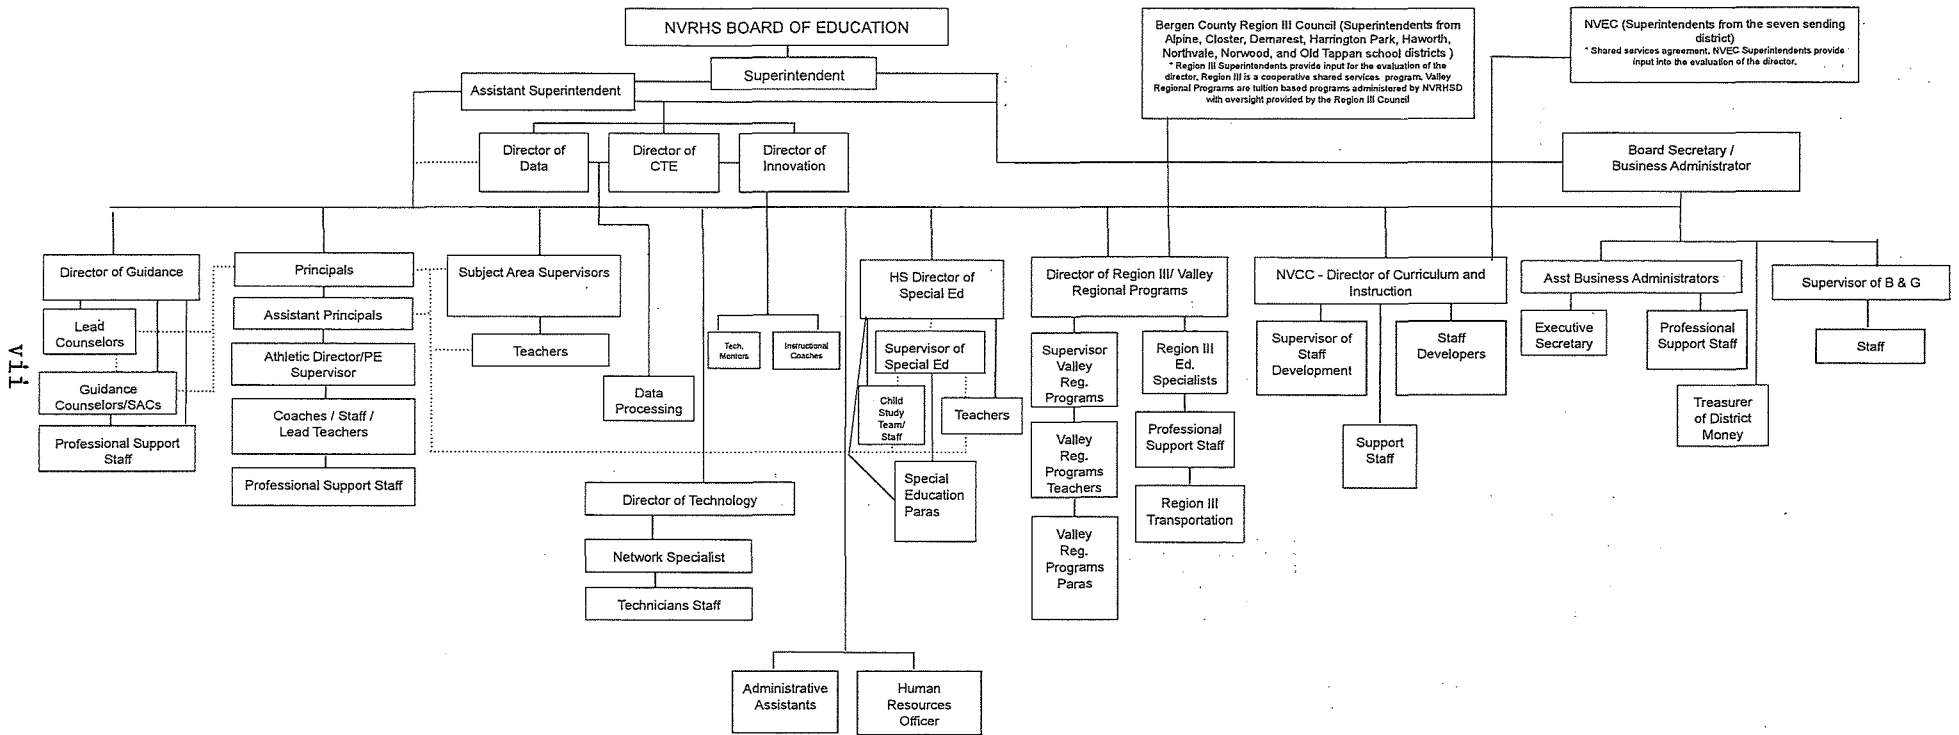 NVRHS BOARD OF EDUCATION
Bergen County Region III Council (Superintendents from
Alpine, Closter, Demarest, Harrington Park, Haworth,
Northvale, Norwood, and Old Tappan school districts )
* Region III Superintendents provide input for the evaluation of the
director. Region III is a cooperative shared services program. Valley
Regional Programs are tuition based programs administered by NVRHSD
with oversight provided by the Region III Council
NVEC (Superintendents from the seven sending
district)
* Shared services agreement. NVEC Superintendents provide
input into the evaluation of the director.
Superintendent
Assistant Superintendent
Director of
Data
Director of
CTE
Director of
Innovation
Board Secretary /
Business Administrator
Director of Guidance
Lead
Counselors
Guidance
Counselors/SACs
Professional Support
Staff
Principals
Assistant Principals
Athletic Director/PE
Supervisor
Coaches / Staff /
Lead Teachers
Professional Support Staff
Subject Area Supervisors
Teachers
Data
Processing
Director of Technology
Network Specialist
Technicians Staff
Tech.
Mentors
Instructional
Coaches
Administrative
Assistants
Human
Resources
Officer
HS Director of
Special Ed
Supervisor of
Special Ed
Child
Study
Team/
Staff
Teachers
Special
Education
Paras
Director of Region III/ Valley
Regional Programs
Supervisor
Valley
Reg.
Programs
Valley
Reg.
Programs
Teachers
Valley
Reg.
Programs
Paras
Region III
Ed.
Specialists
Professional
Support Staff
Region III
Transportation
NVCC - Director of Curriculum and
Instruction
Supervisor of
Staff
Development
Support
Staff
Staff
Developers
Asst Business Administrators
Executive
Secretary
Professional
Support Staff
Treasurer
of District
Money
Supervisor of B & G
Staff
vii